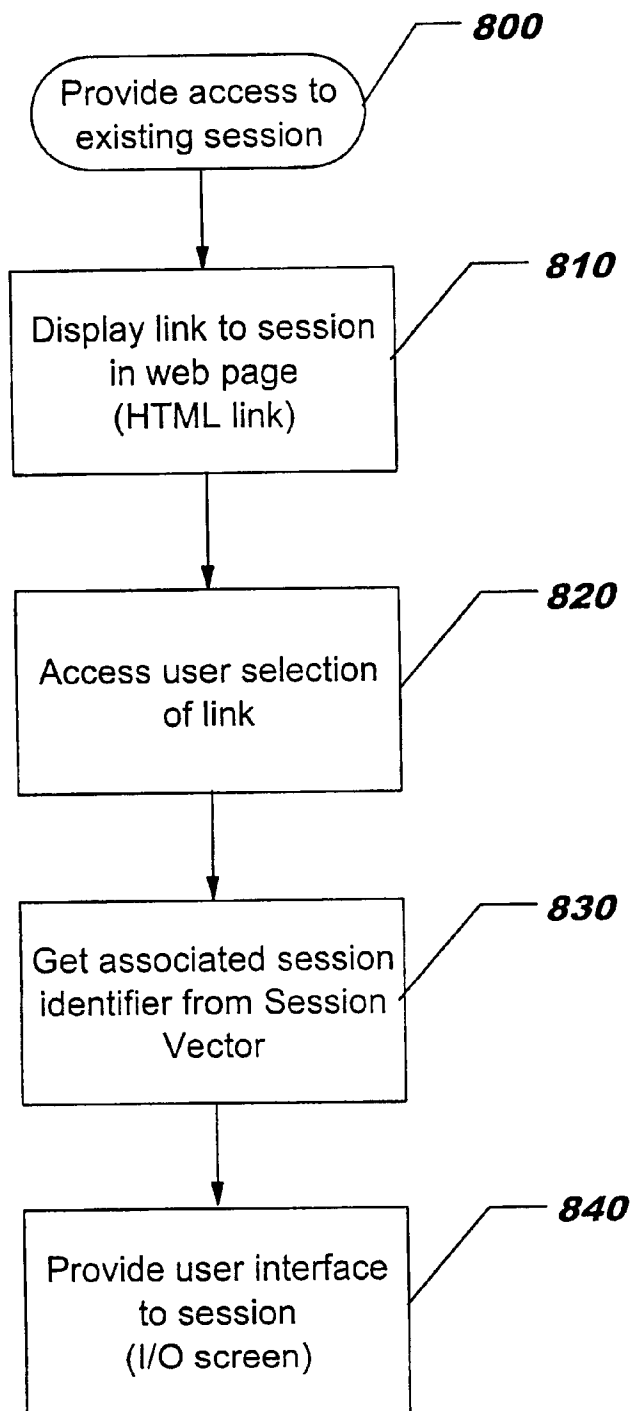 800
Provide access to
existing session
810
Display link to session
in web page
(HTML link)
820
Access user selection
of link
830
Get associated session
identifier from Session
Vector
840
Provide user interface
to session
(I/O screen)